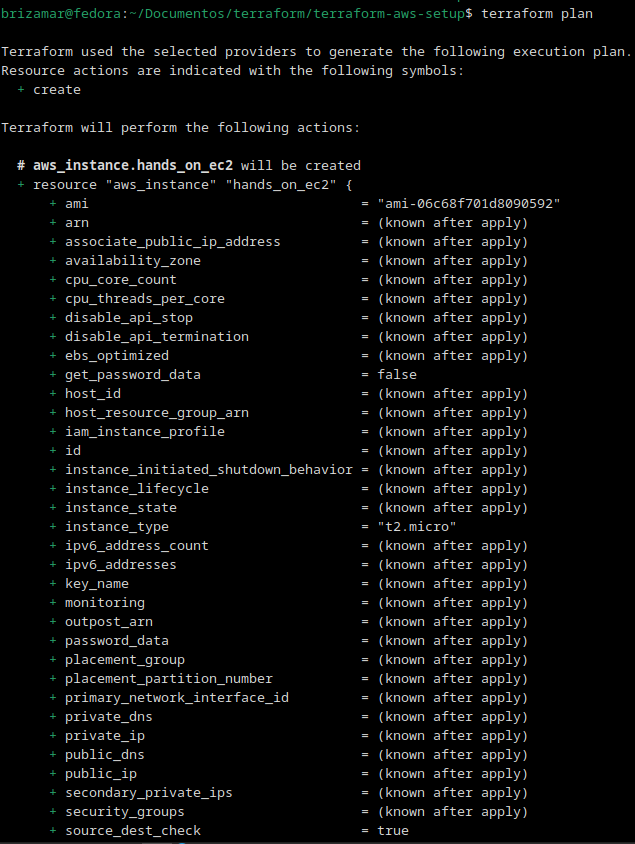 brizamar@fedora:~/Documentos/terraform/terraform-aws-setup$ terraform plan
Terraform used the selected providers to generate the following execution plan.
Resource actions are indicated with the following symbols:
+ create
Terraform will perform the following actions:
# aws_instance.hands_on_ec2 will be created
+ resource "aws_instance" "hands_on_ec2" {
+ ami = "ami-06c68f701d8090592"
+ arn = (known after apply)
+ associate_public_ip_address = (known after apply)
+ availability_zone = (known after apply)
+ cpu_core_count = (known after apply)
+ cpu_threads_per_core = (known after apply)
+ disable_api_stop = (known after apply)
+ disable_api_termination = (known after apply)
+ ebs_optimized = (known after apply)
+ get_password_data = false
+ host_id = (known after apply)
+ host_resource_group_arn = (known after apply)
+ iam_instance_profile = (known after apply)
+ id = (known after apply)
+ instance_initiated_shutdown_behavior = (known after apply)
+ instance_lifecycle = (known after apply)
+ instance_state = (known after apply)
+ instance_type = "t2.micro"
+ ipv6_address_count = (known after apply)
+ ipv6_addresses = (known after apply)
+ key_name = (known after apply)
+ monitoring = (known after apply)
+ outpost_arn = (known after apply)
+ password_data = (known after apply)
+ placement_group = (known after apply)
+ placement_partition_number = (known after apply)
+ primary_network_interface_id = (known after apply)
+ private_dns = (known after apply)
+ private_ip = (known after apply)
+ public_dns = (known after apply)
+ public_ip = (known after apply)
+ secondary_private_ips = (known after apply)
+ security_groups = (known after apply)
+ source_dest_check = true